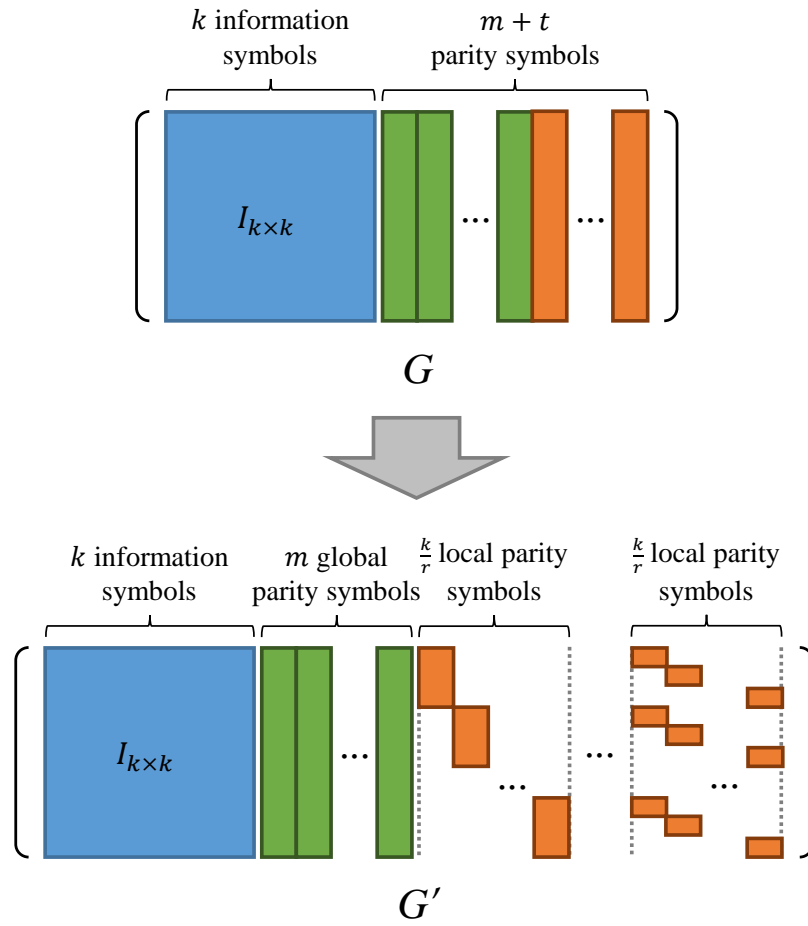 k information symbols
m + t parity symbols
I_{k×k}
...
...
G
k information symbols
m global parity symbols
k/r local parity symbols
k/r local parity symbols
I_{k×k}
...
...
...
...
G′